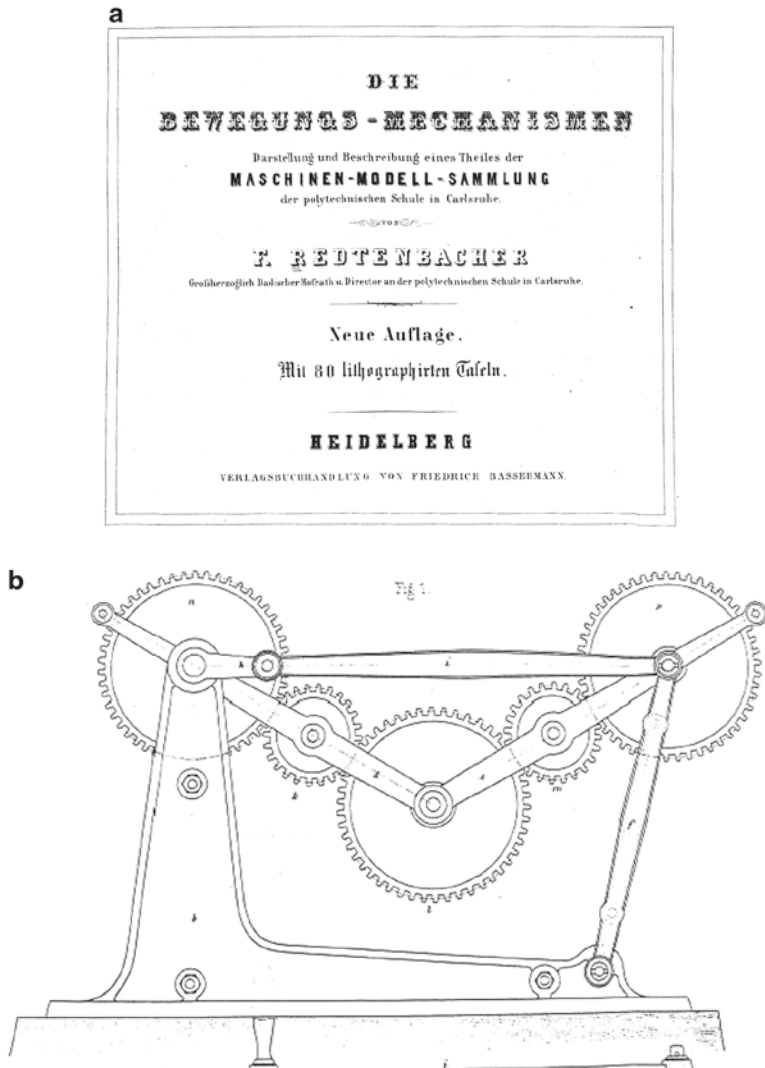 a
DIE
BEWEGUNGS-MECHANISMEN
Darstellung und Beschreibung eines Theiles der
MASCHINEN-MODELL-SAMMLUNG
der polytechnischen Schule in Carlsruhe.
VON
F. REDTENBACHER
Großherzoglich Badischer Hofrath u. Director an der polytechnischen Schule in Carlsruhe.
Neue Auflage.
Mit 80 lithographirten Tafeln.
HEIDELBERG
VERLAGSBUCHHANDLUNG VON FRIEDRICH BASSERMANN.
b
Fig 1.
n
p
h
i
k
m
l
f
b